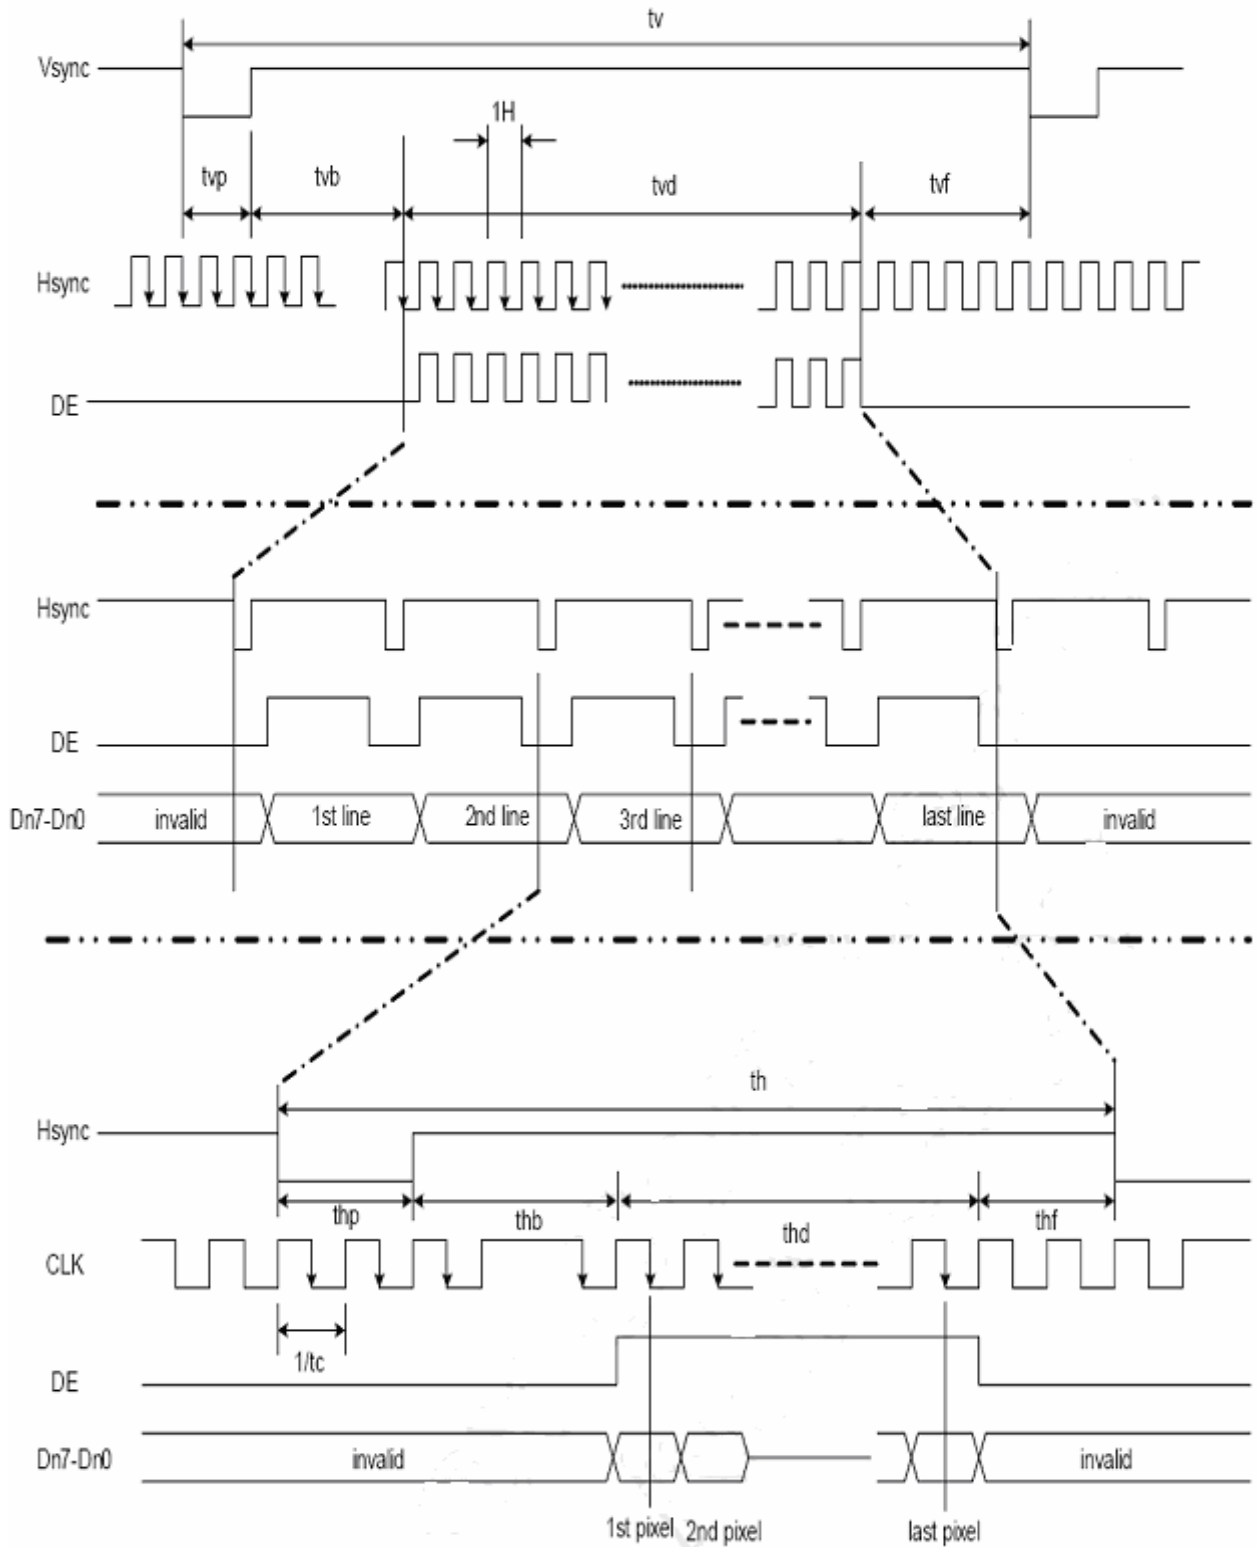 tv
Vsync
1H
tvp
tvb
tvd
tvf
Hsync
DE
Hsync
DE
Dn7-Dn0
invalid
1st line
2nd line
3rd line
last line
invalid
th
Hsync
thp
thb
thd
thf
CLK
1/tc
DE
Dn7-Dn0
invalid
invalid
1st pixel
2nd pixel
last pixel